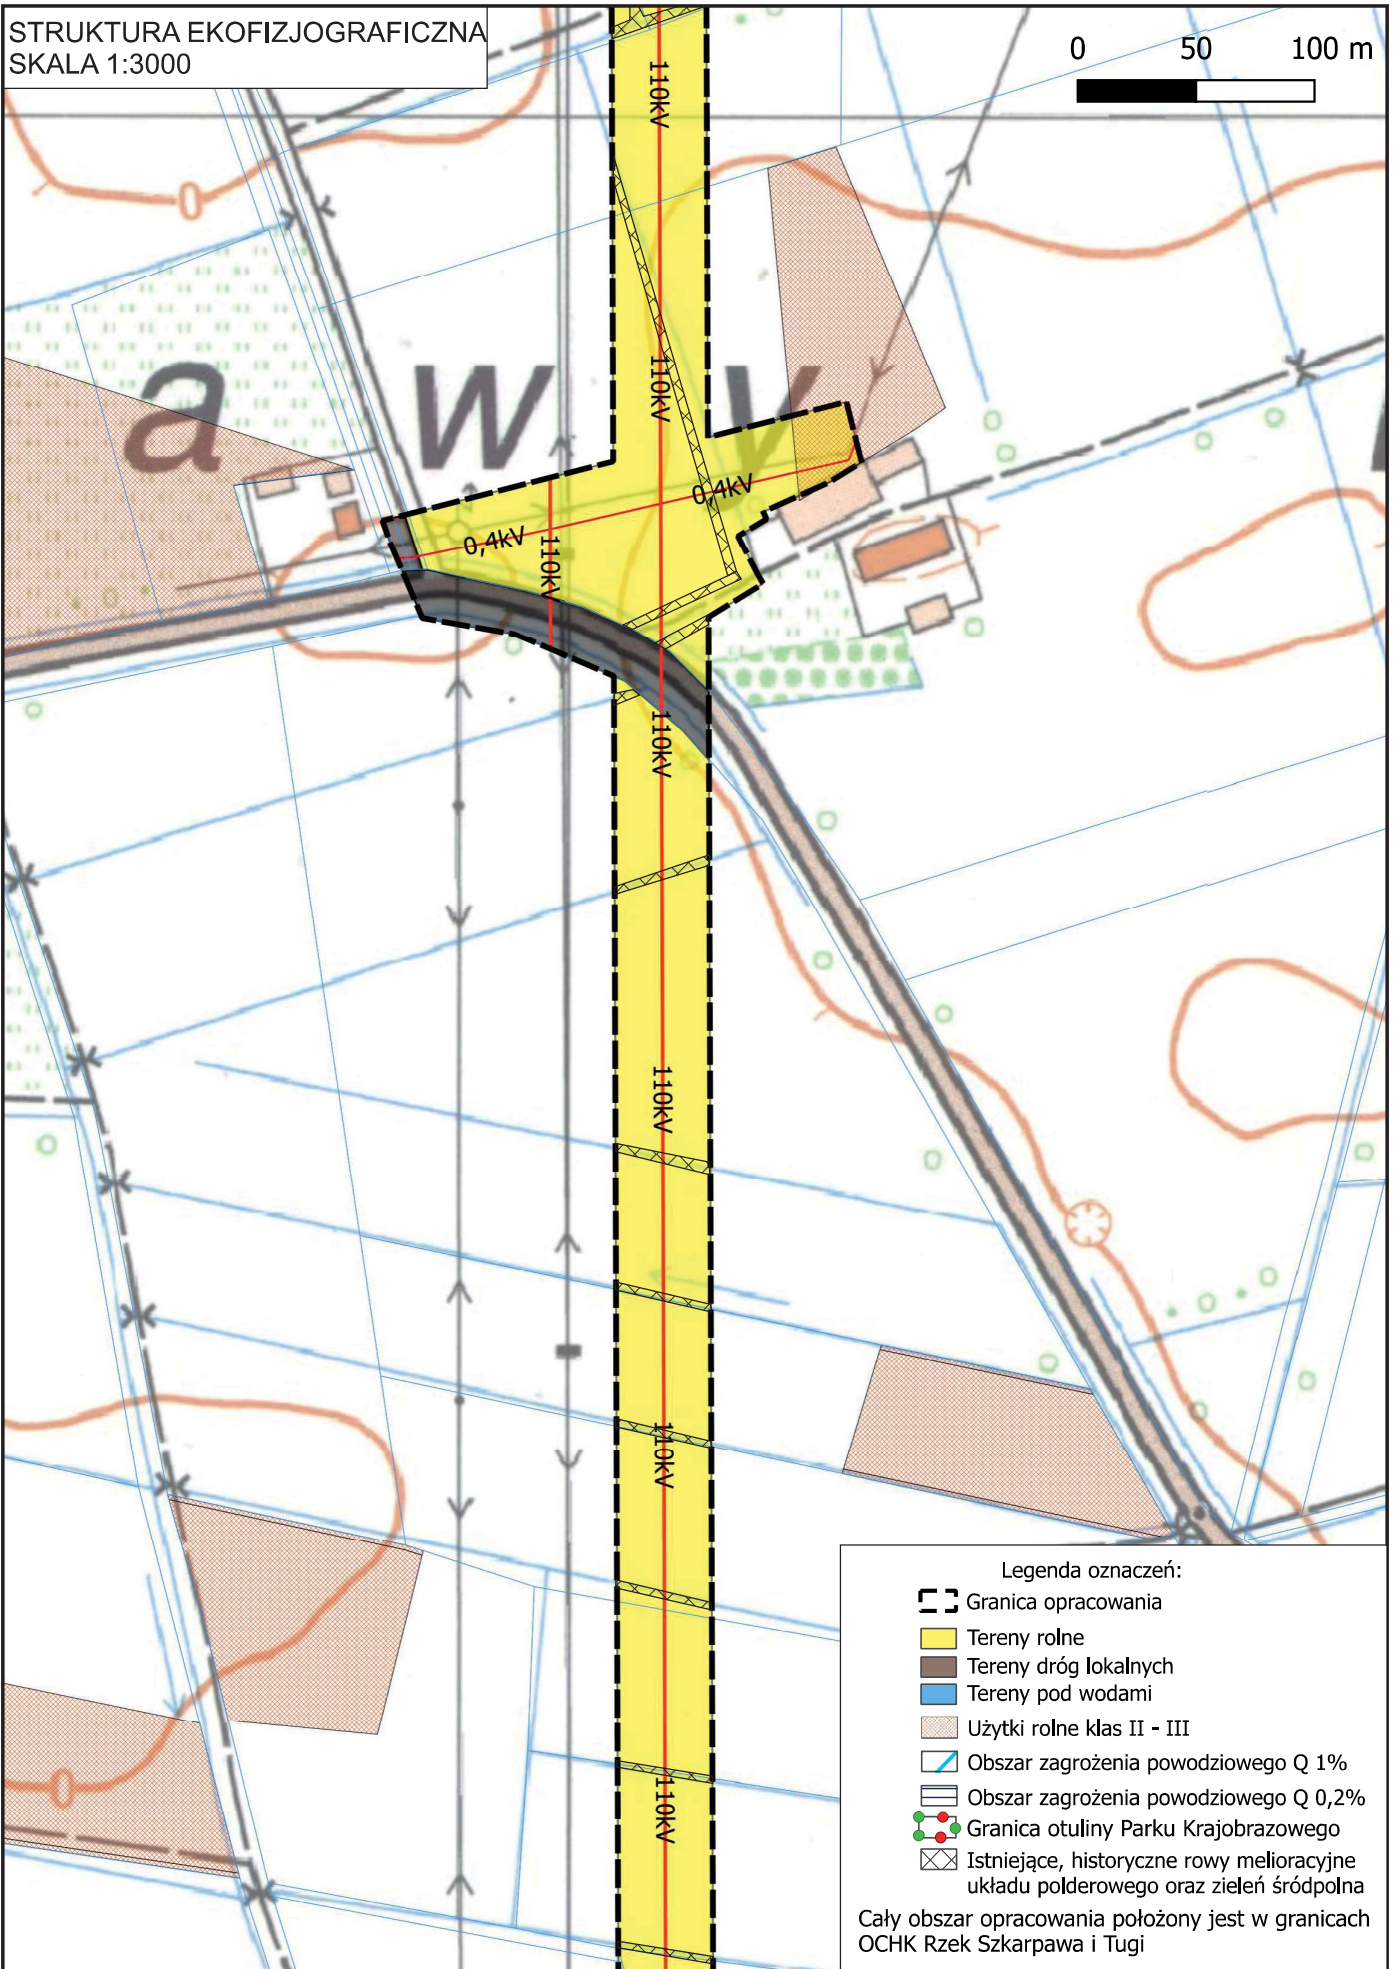 STRUKTURA EKOFIZJOGRAFICZNA
SKALA 1:3000
0 50 100 m
110kV
110kV
a w y
0,4kV
0,4kV
110kV
110kV
110kV
110kV
110kV
Legenda oznaczeń:
Granica opracowania
Tereny rolne
Tereny dróg lokalnych
Tereny pod wodami
Użytki rolne klas II - III
Obszar zagrożenia powodziowego Q 1%
Obszar zagrożenia powodziowego Q 0,2%
Granica otuliny Parku Krajobrazowego
Istniejące, historyczne rowy melioracyjne
układu polderowego oraz zieleń śródpolna
Cały obszar opracowania położony jest w granicach
OCHK Rzek Szkarpawa i Tugi